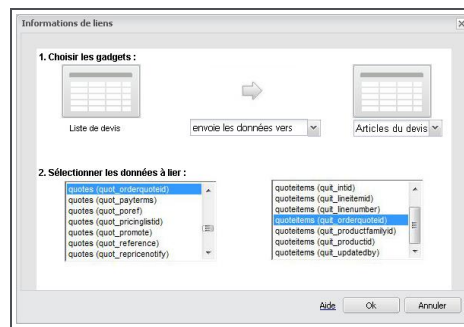 Informations de liens
1. Choisir les gadgets :
Liste de devis
envoie les données vers
Articles du devis
2. Sélectionner les données à lier :
quotes (quot_orderquoteid)
quotes (quot_payterms)
quotes (quot_poref)
quotes (quot_pricinglistid)
quotes (quot_promote)
quotes (quot_reference)
quotes (quot_repricenotify)
quoteitems (quit_intid)
quoteitems (quit_lineitemid)
quoteitems (quit_linenumber)
quoteitems (quit_orderquoteid)
quoteitems (quit_productfamilyid)
quoteitems (quit_productid)
quoteitems (quit_updatedby)
Aide
Ok
Annuler